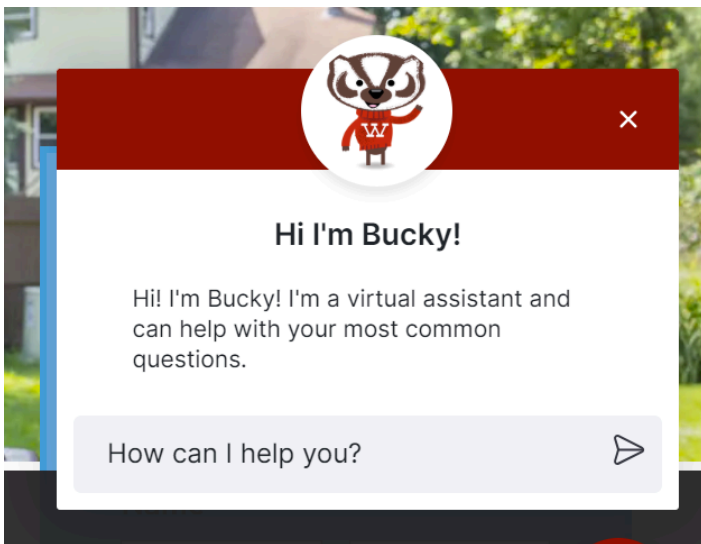 W
Hi I'm Bucky!
Hi! I'm Bucky! I'm a virtual assistant and
can help with your most common
questions.
How can I help you?